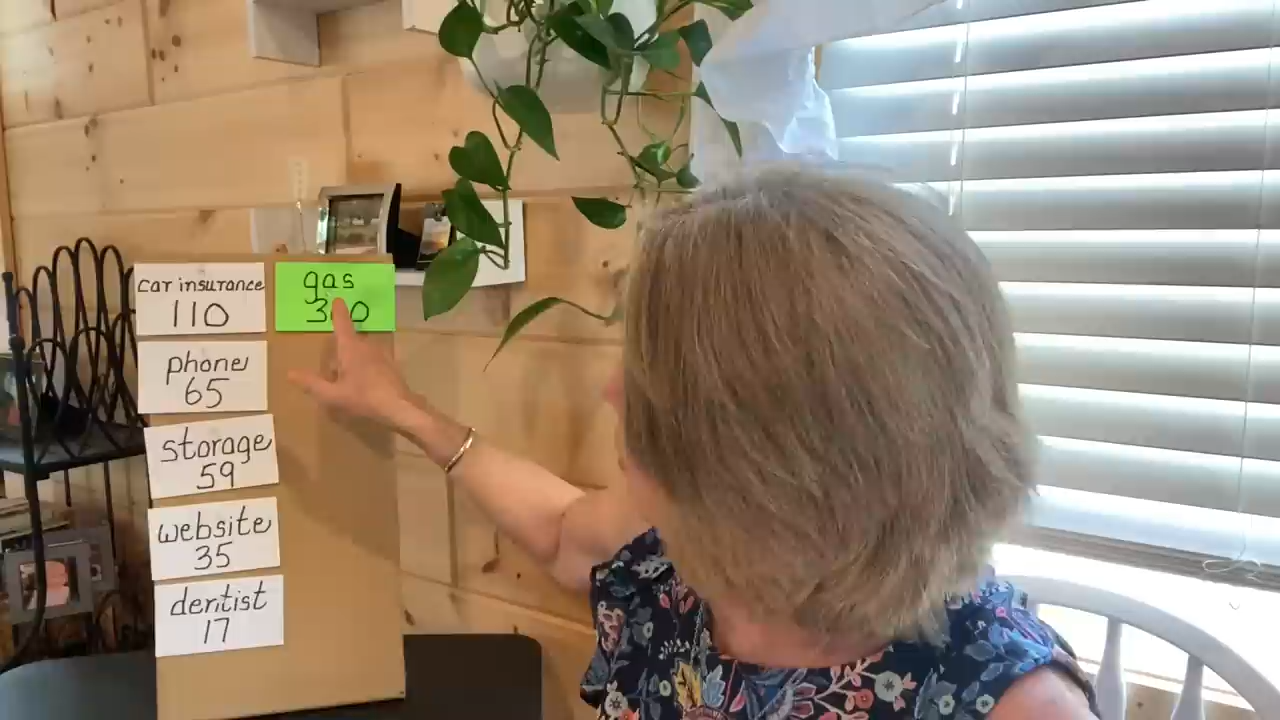 car insurance
110
phone
65
storage
59
website
35
dentist
17
gas